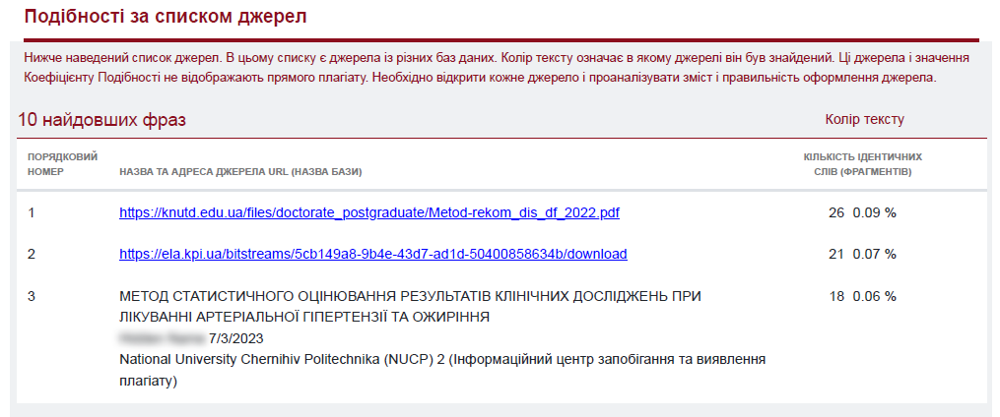 Подібності за списком джерел
Нижче наведений список джерел. В цьому списку є джерела із різних баз даних. Колір тексту означає в якому джерелі він був знайдений. Ці джерела і значення
Коефіцієнту Подібності не відображають прямого плагіату. Необхідно відкрити кожне джерело і проаналізувати зміст і правильність оформлення джерела.
10 найдовших фраз Колір тексту
ПОРЯДКОВИЙ НОМЕР НАЗВА ТА АДРЕСА ДЖЕРЕЛА URL (НАЗВА БАЗИ) КІЛЬКІСТЬ ІДЕНТИЧНИХ СЛІВ (ФРАГМЕНТІВ)
1 https://knutd.edu.ua/files/doctorate_postgraduate/Metod-rekom_dis_df_2022.pdf 26 0.09 %
2 https://ela.kpi.ua/bitstreams/5cb149a8-9b4e-43d7-ad1d-50400858634b/download 21 0.07 %
3 МЕТОД СТАТИСТИЧНОГО ОЦІНЮВАННЯ РЕЗУЛЬТАТІВ КЛІНІЧНИХ ДОСЛІДЖЕНЬ ПРИ 18 0.06 %
ЛІКУВАННІ АРТЕРІАЛЬНОЇ ГІПЕРТЕНЗІЇ ТА ОЖИРІННЯ
7/3/2023
National University Chernihiv Politechnika (NUCP) 2 (Інформаційний центр запобігання та виявлення
плагіату)